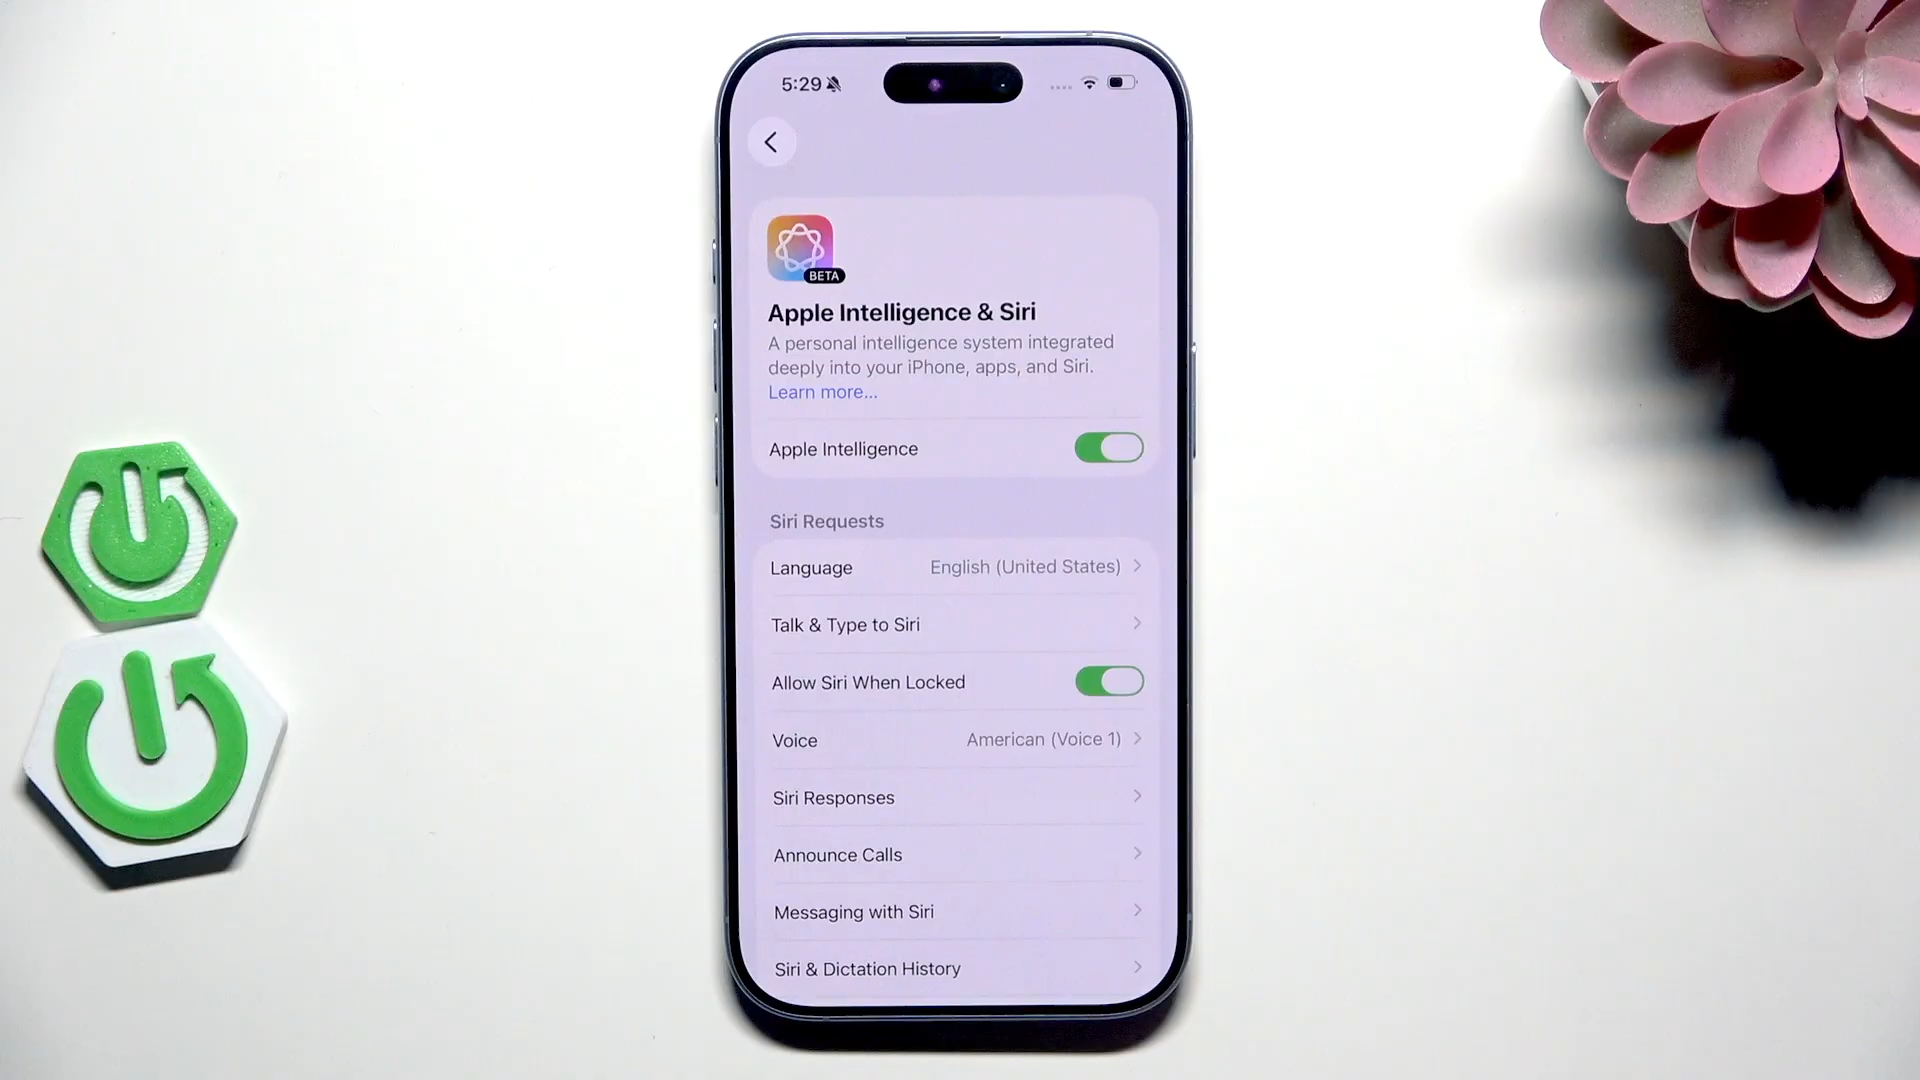 5:29
BETA
Apple Intelligence & Siri
A personal intelligence system integrated
deeply into your iPhone, apps, and Siri.
Learn more...
Apple Intelligence
Siri Requests
Language English (United States)
Talk & Type to Siri
Allow Siri When Locked
Voice American (Voice 1)
Siri Responses
Announce Calls
Messaging with Siri
Siri & Dictation History